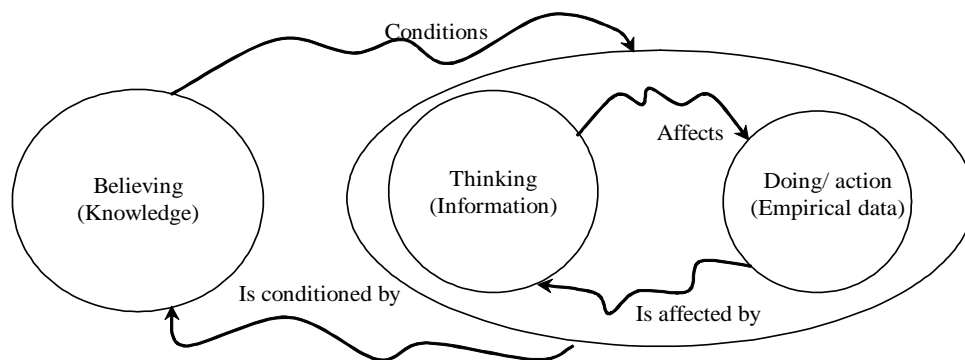 Conditions
Affects
Believing
(Knowledge)
Thinking
(Information)
Doing/ action
(Empirical data)
Is conditioned by
Is affected by